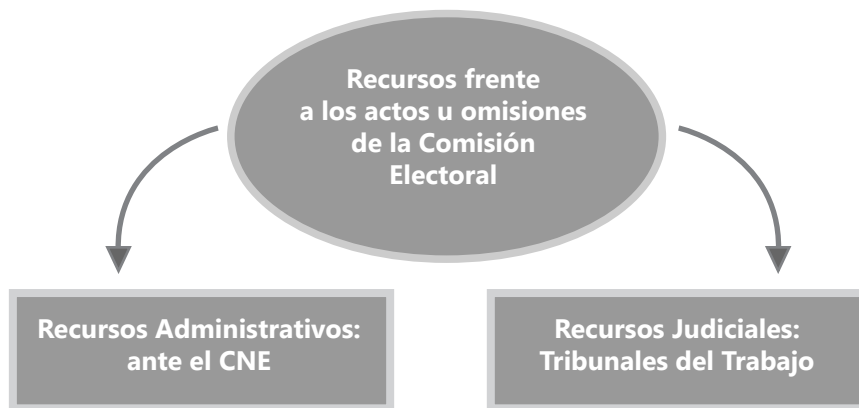 Recursos frente
a los actos u omisiones
de la Comisión
Electoral
Recursos Administrativos:
ante el CNE
Recursos Judiciales:
Tribunales del Trabajo